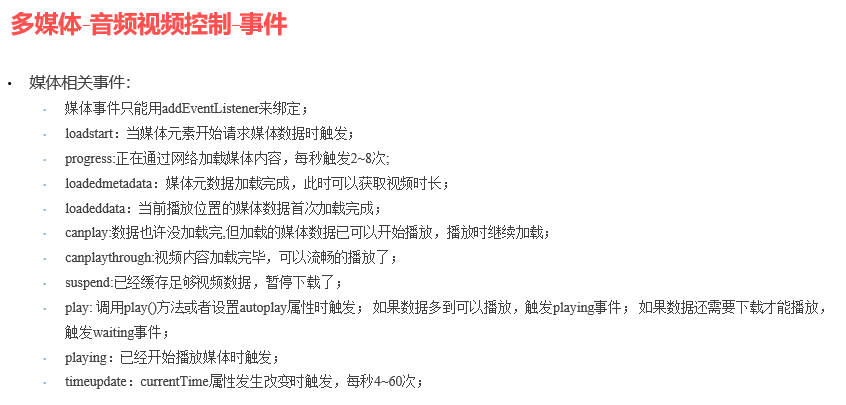 多媒体-音频视频控制-事件
• 媒体相关事件：
• 媒体事件只能用addEventListener来绑定；
• loadstart：当媒体元素开始请求媒体数据时触发；
• progress:正在通过网络加载媒体内容，每秒触发2~8次;
• loadedmetadata：媒体元数据加载完成，此时可以获取视频时长；
• loadeddata：当前播放位置的媒体数据首次加载完成；
• canplay:数据也许没加载完,但加载的媒体数据已可以开始播放，播放时继续加载；
• canplaythrough:视频内容加载完毕，可以流畅的播放了；
• suspend:已经缓存足够视频数据，暂停下载了；
• play: 调用play()方法或者设置autoplay属性时触发； 如果数据多到可以播放，触发playing事件； 如果数据还需要下载才能播放，
触发waiting事件；
• playing：已经开始播放媒体时触发；
• timeupdate：currentTime属性发生改变时触发，每秒4~60次；